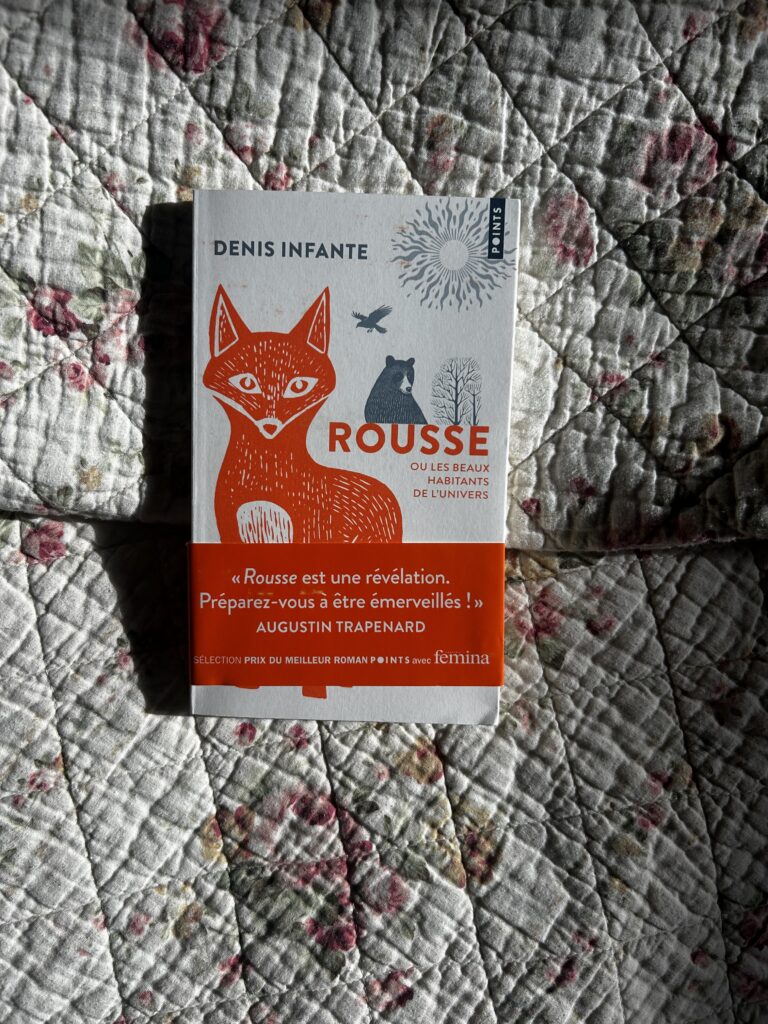 POINTS
DENIS INFANTE
ROUSSE
OU LES BEAUX
HABITANTS
DE L'UNIVERS
« Rousse est une révélation.
Préparez-vous à être émerveillés ! »
AUGUSTIN TRAPENARD
SÉLECTION PRIX DU MEILLEUR ROMAN POINTS avec femina